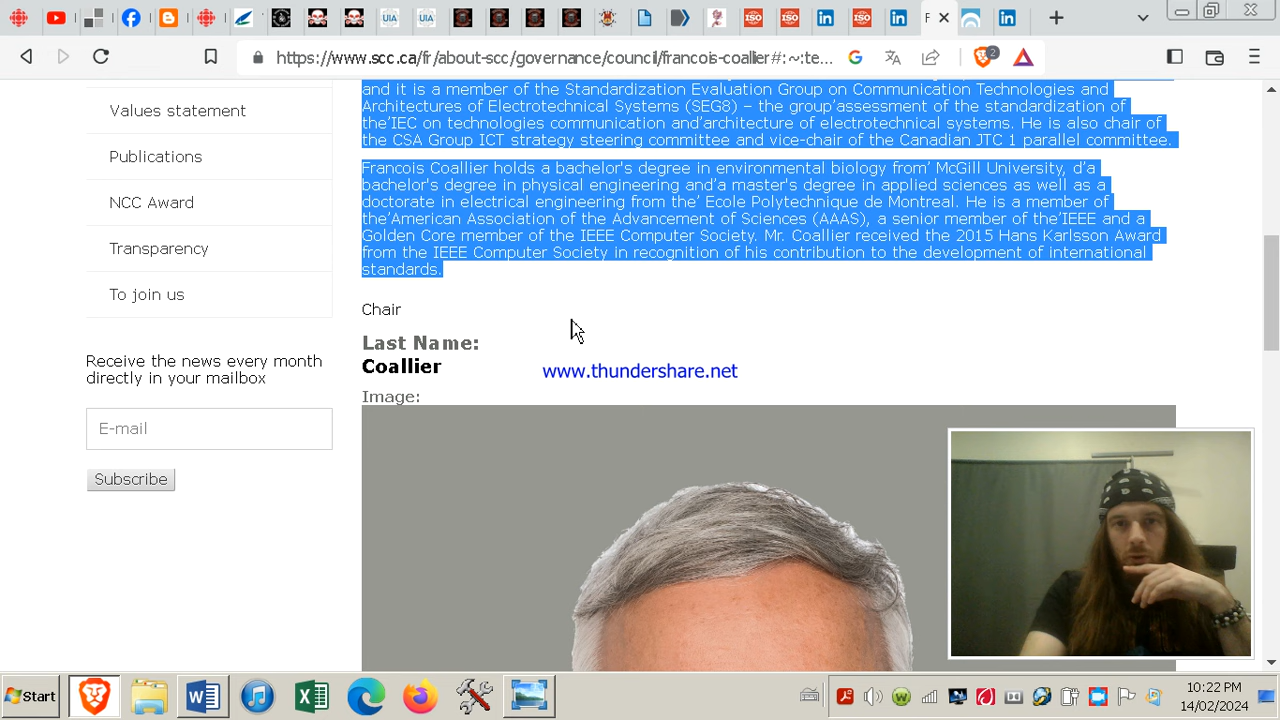 F
https://www.scc.ca/fr/about-scc/governance/council/francois-coallier#:~:te...
2
Values statement
Publications
NCC Award
Transparency
To join us
Receive the news every month
directly in your mailbox
E-mail
Subscribe
and it is a member of the Standardization Evaluation Group on Communication Technologies and
Architectures of Electrotechnical Systems (SEG8) – the group'assessment of the standardization of
the'IEC on technologies communication and'architecture of electrotechnical systems. He is also chair of
the CSA Group ICT strategy steering committee and vice-chair of the Canadian JTC 1 parallel committee.
Francois Coallier holds a bachelor's degree in environmental biology from' McGill University, d'a
bachelor's degree in physical engineering and'a master's degree in applied sciences as well as a
doctorate in electrical engineering from the' Ecole Polytechnique de Montreal. He is a member of
the'American Association of the Advancement of Sciences (AAAS), a senior member of the'IEEE and a
Golden Core member of the IEEE Computer Society. Mr. Coallier received the 2015 Hans Karlsson Award
from the IEEE Computer Society in recognition of his contribution to the development of international
standards.
Chair
Last Name:
Coallier
www.thundershare.net
Image:
Start
10:22 PM
14/02/2024